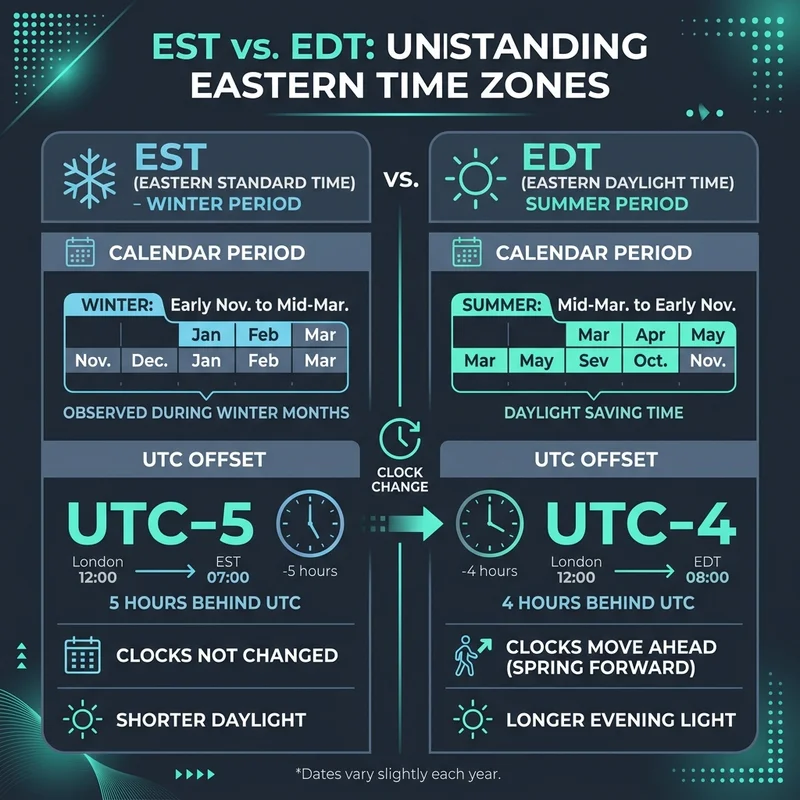 EST vs. EDT: UNISTANDING
EASTERN TIME ZONES
EST
(EASTERN STANDARD TIME)
– WINTER PERIOD
VS.
EDT
(EASTERN DAYLIGHT TIME)
SUMMER PERIOD
CALENDAR PERIOD
WINTER: Early Nov. to Mid-Mar.
Jan Feb Mar
Nov. Dec. Jan Feb Mar
OBSERVED DURING WINTER MONTHS
CALENDAR PERIOD
SUMMER: Mid-Mar. to Early Nov.
Mar Apr May
Mar May Sev Oct. Nov.
DAYLIGHT SAVING TIME
CLOCK
CHANGE
UTC OFFSET
UTC-5
London
12:00
EST
07:00
-5 hours
5 HOURS BEHIND UTC
CLOCKS NOT CHANGED
SHORTER DAYLIGHT
UTC OFFSET
UTC-4
-4 hours
London
12:00
EDT
08:00
4 HOURS BEHIND UTC
CLOCKS MOVE AHEAD
(SPRING FORWARD)
LONGER EVENING LIGHT
*Dates vary slightly each year.